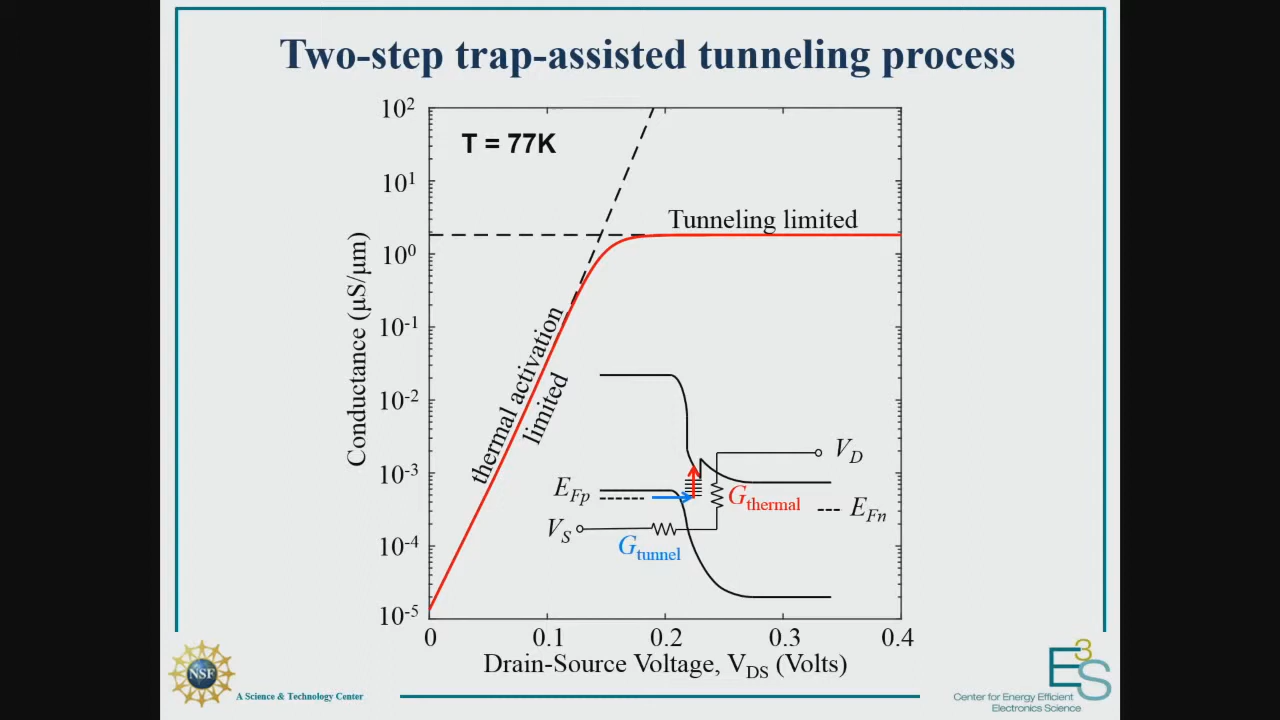 Two-step trap-assisted tunneling process
T = 77K
10²
10¹
10⁰
10⁻¹
10⁻²
10⁻³
10⁻⁴
10⁻⁵
Conductance (μS/μm)
Tunneling limited
thermal activation
limited
V_D
E_Fp
G_thermal
E_Fn
V_S
G_tunnel
0 0.1 0.2 0.3 0.4
Drain-Source Voltage, V_DS (Volts)
NSF
A Science & Technology Center
E³S
Center for Energy Efficient
Electronics Science